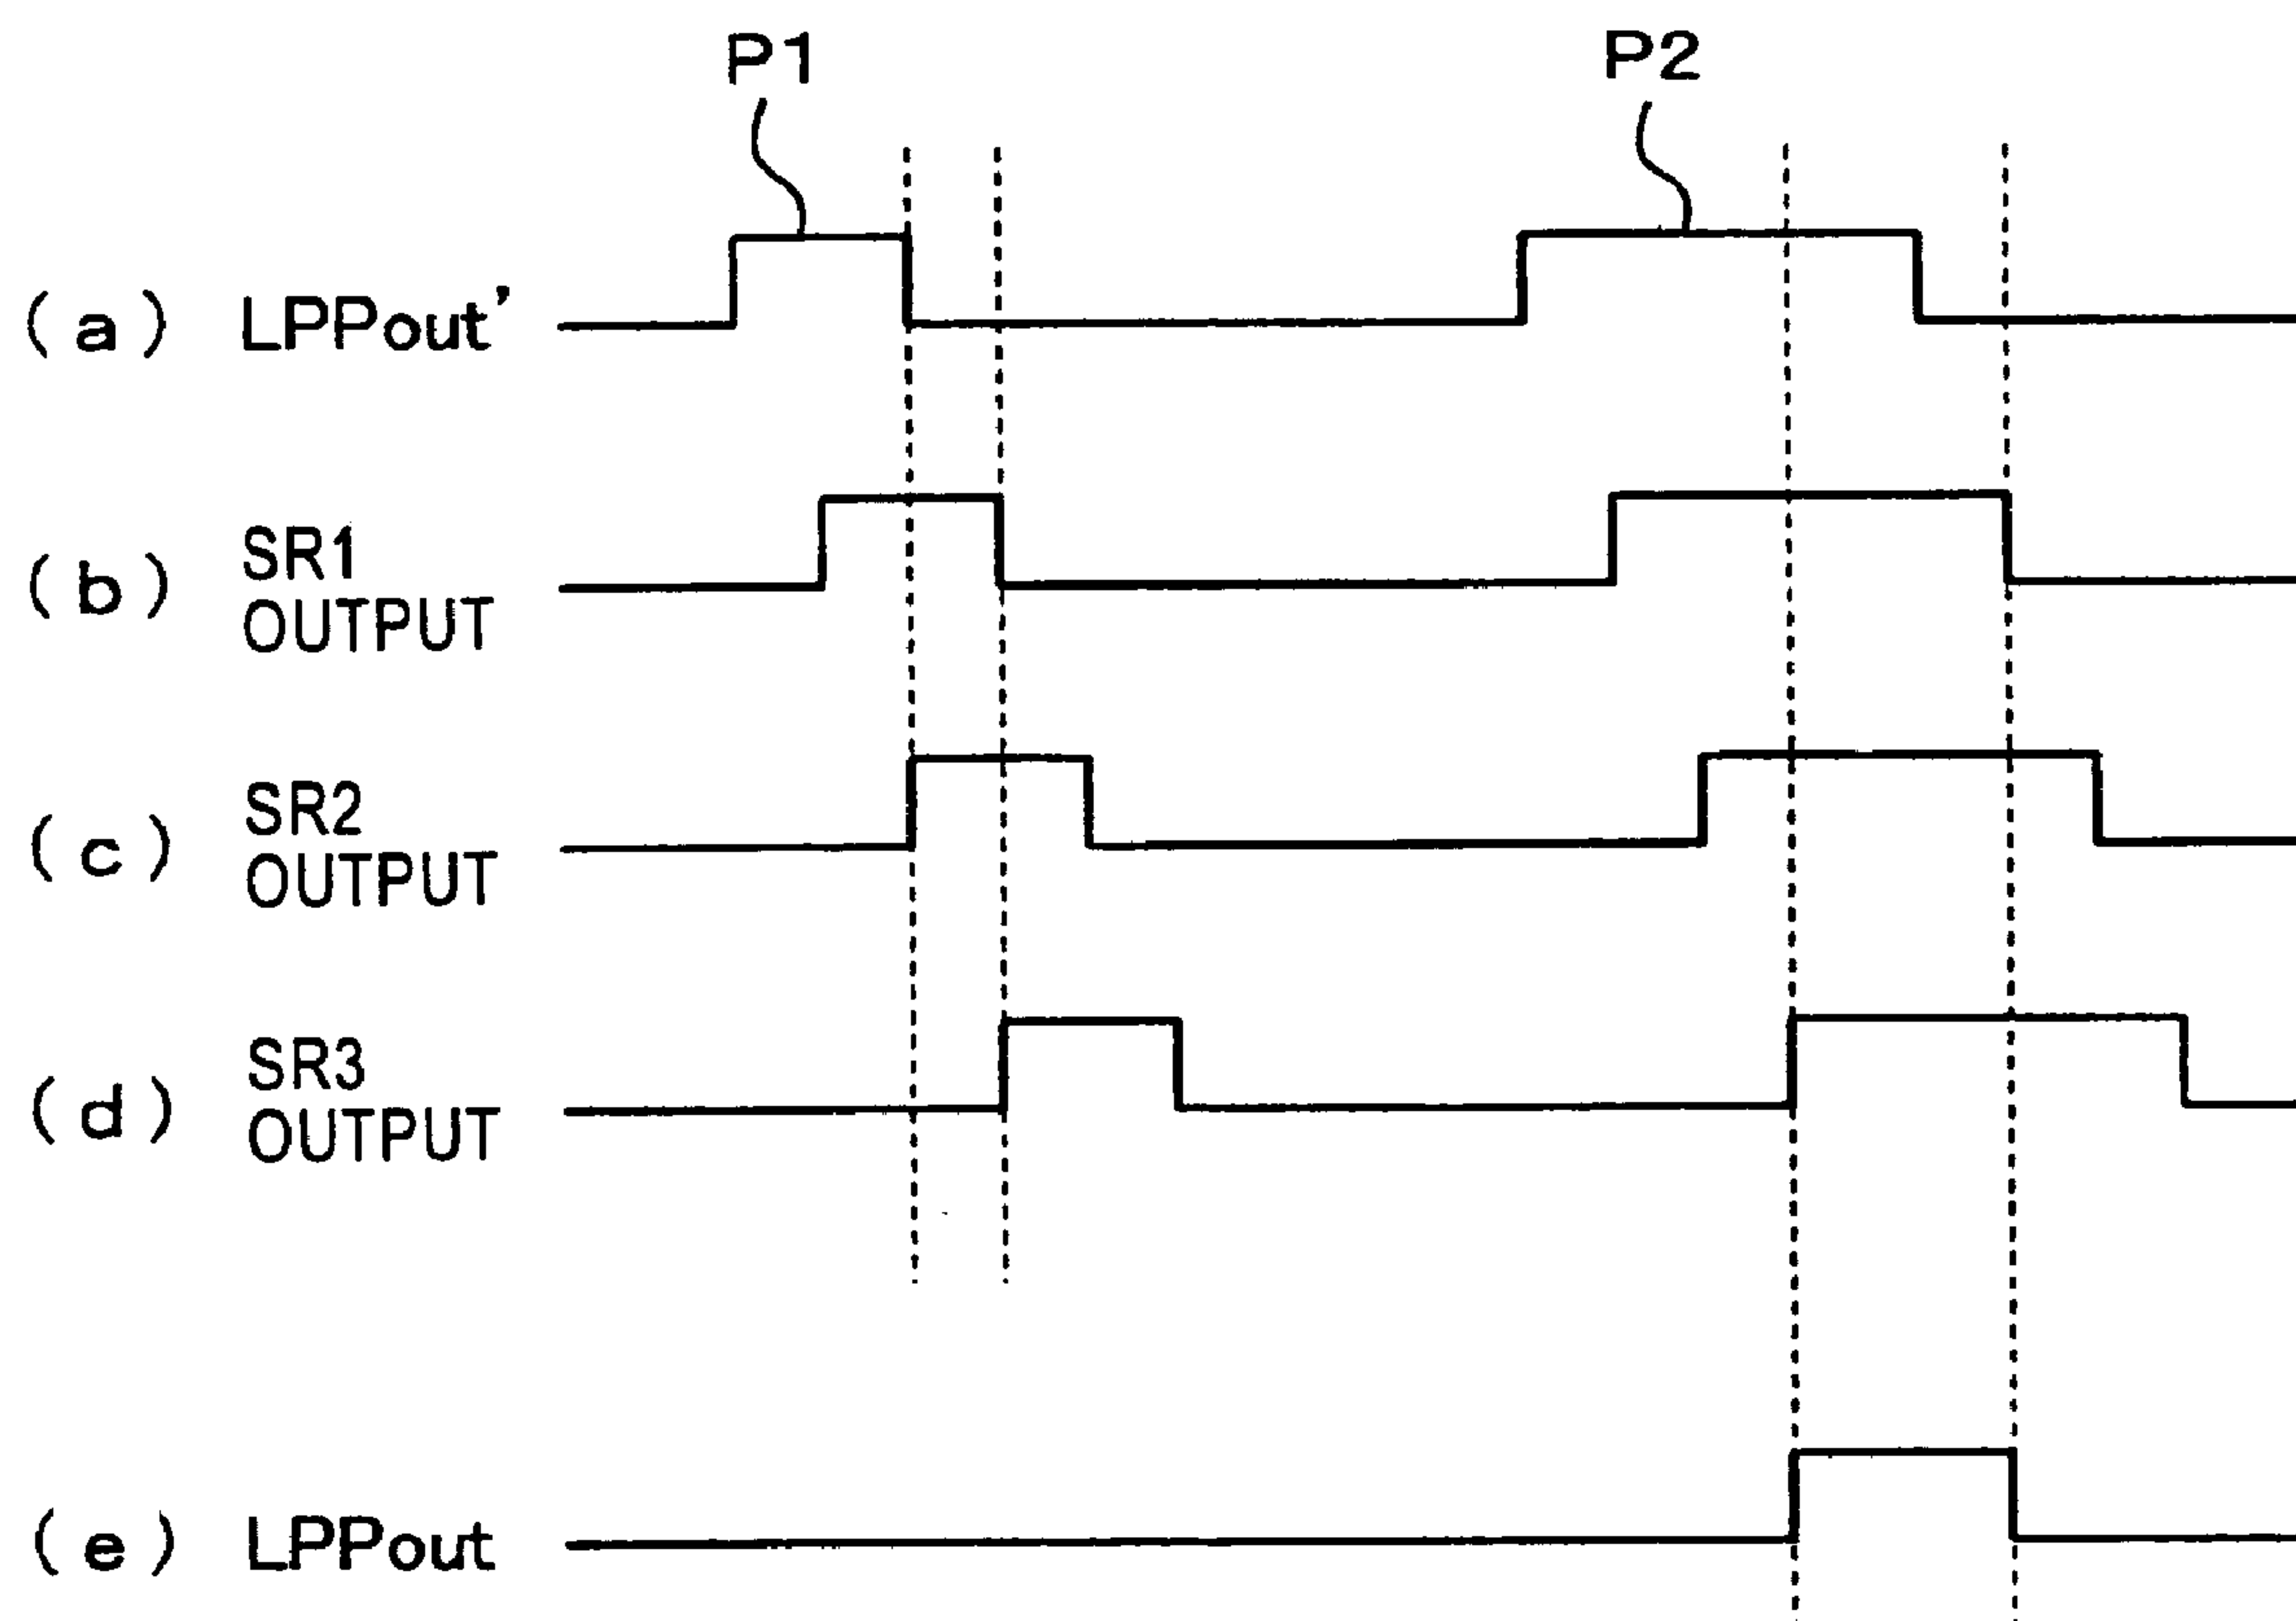 P1
P2
( a ) LPPout'
( b ) SR1
OUTPUT
( c ) SR2
OUTPUT
( d ) SR3
OUTPUT
( e ) LPPout